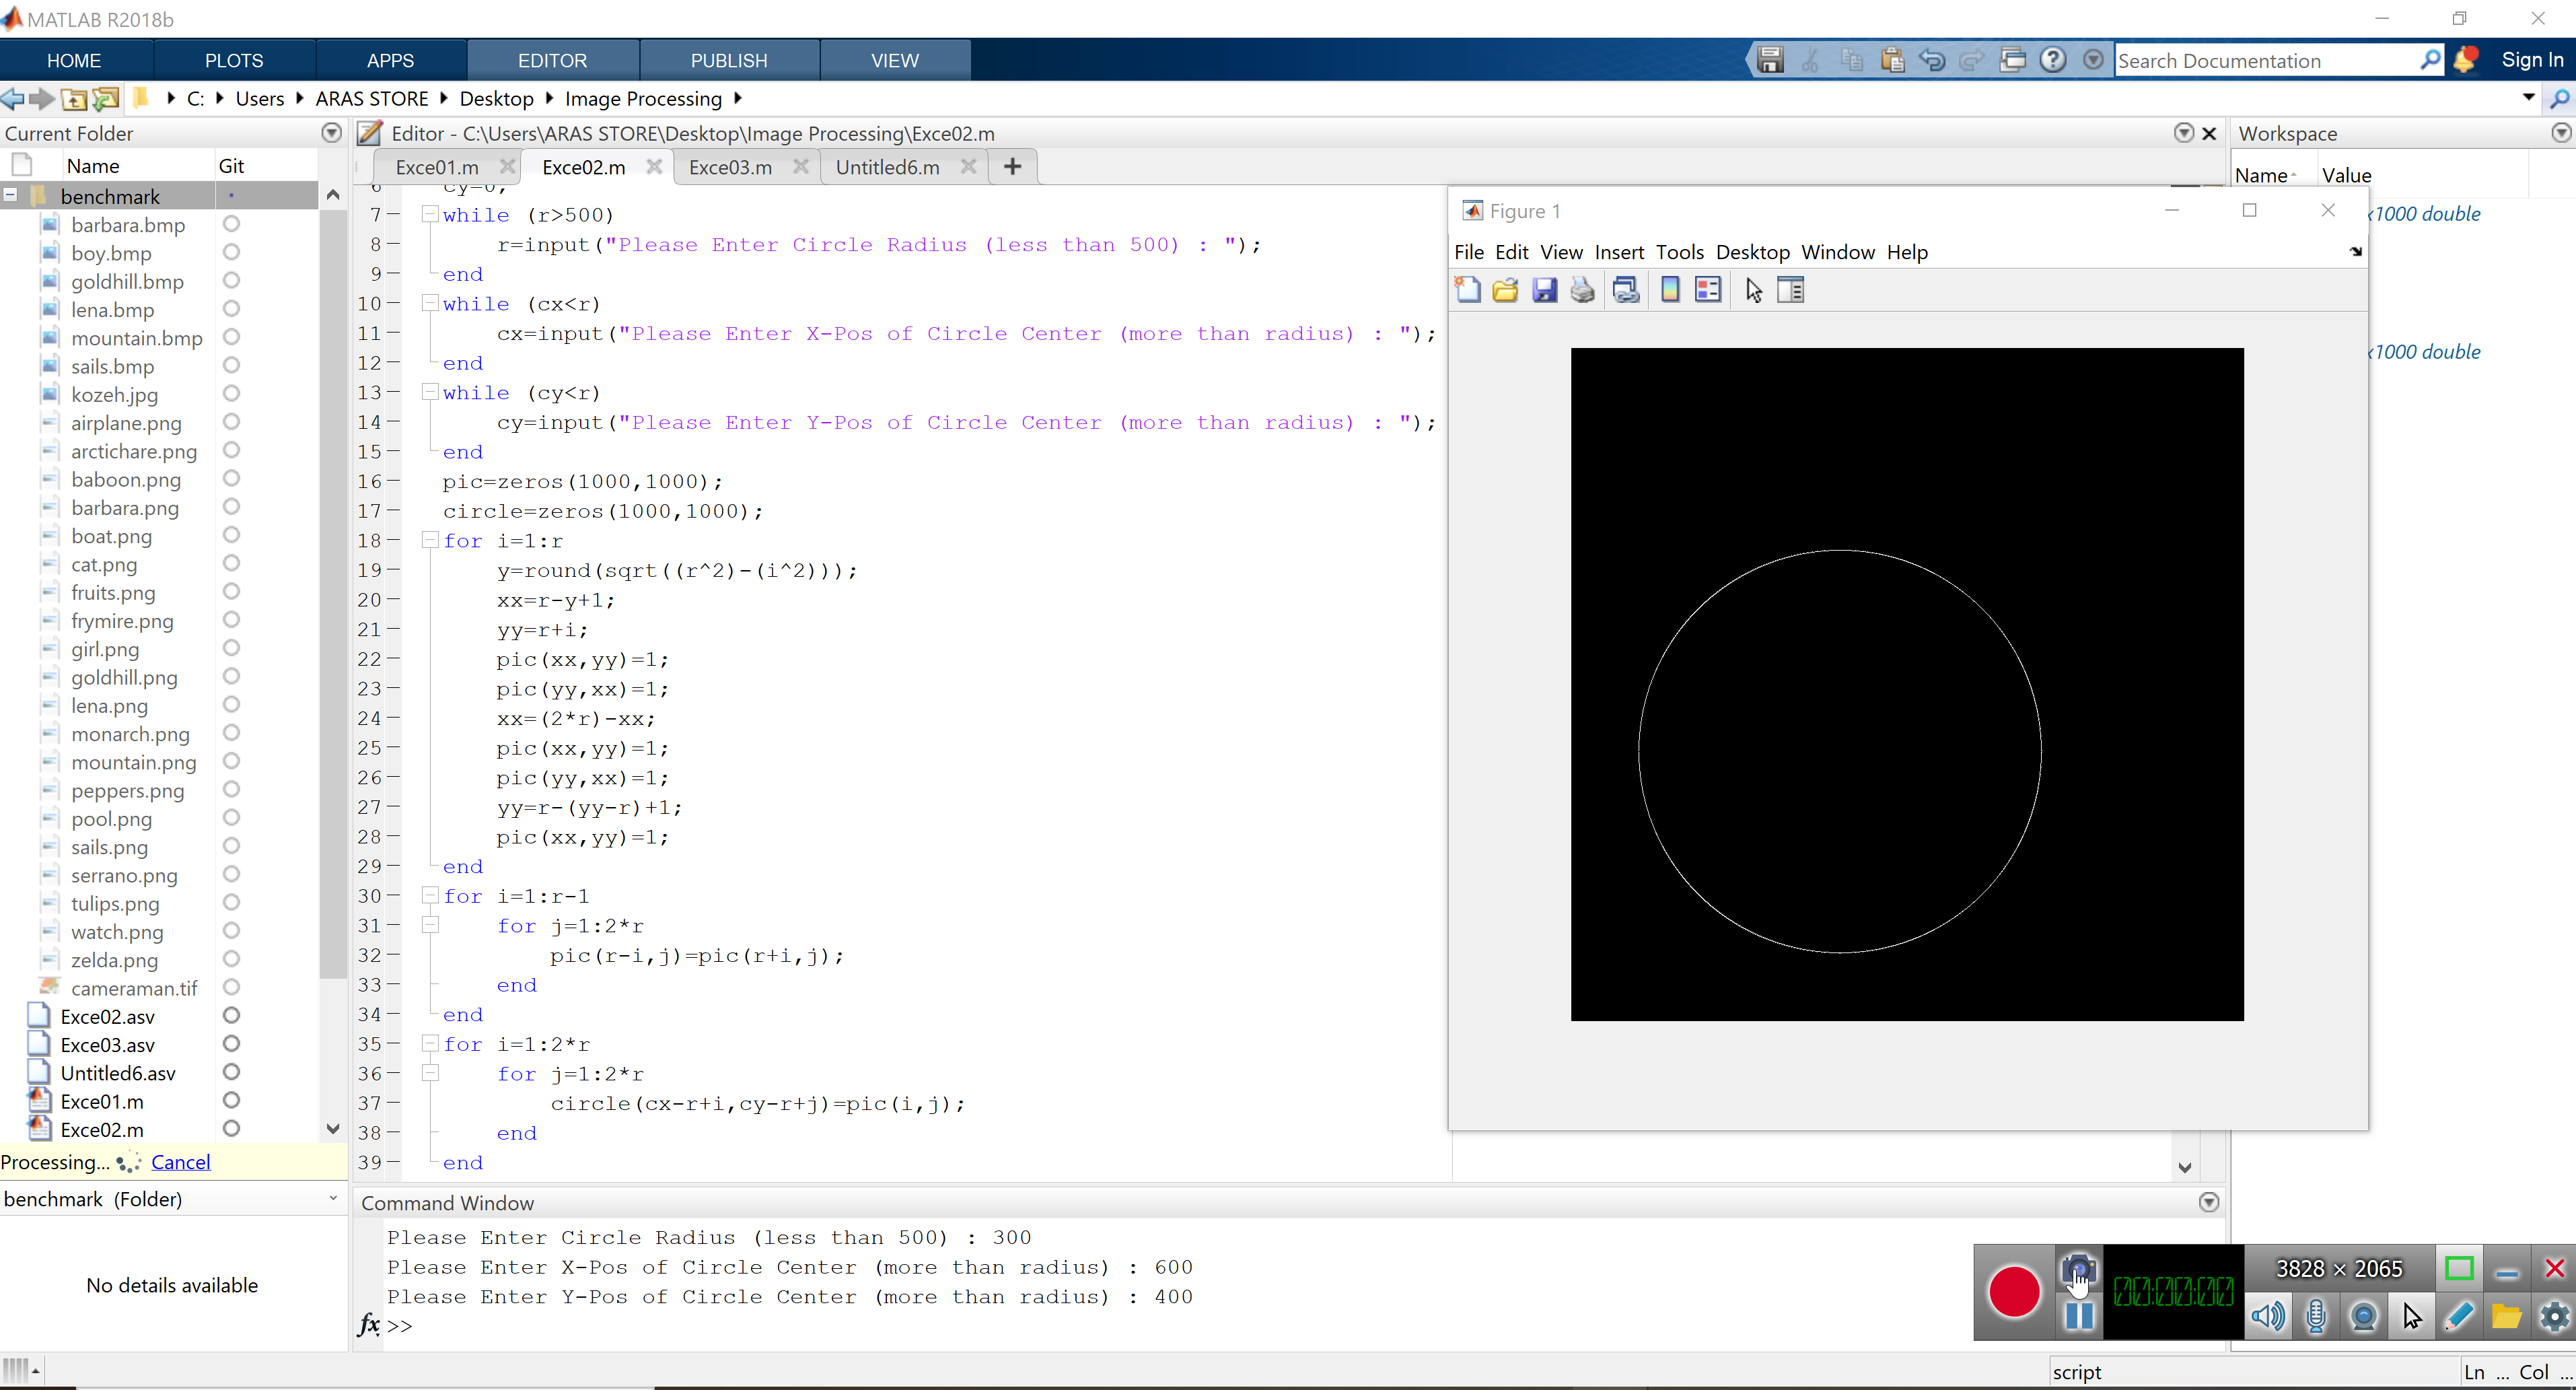 MATLAB R2018b
HOME PLOTS APPS EDITOR PUBLISH VIEW Search Documentation Sign In
C: Users ARAS STORE Desktop Image Processing
Current Folder
Name Git
benchmark
barbara.bmp
boy.bmp
goldhill.bmp
lena.bmp
mountain.bmp
sails.bmp
kozeh.jpg
airplane.png
arctichare.png
baboon.png
barbara.png
boat.png
cat.png
fruits.png
frymire.png
girl.png
goldhill.png
lena.png
monarch.png
mountain.png
peppers.png
pool.png
sails.png
serrano.png
tulips.png
watch.png
zelda.png
cameraman.tif
Exce02.asv
Exce03.asv
Untitled6.asv
Exce01.m
Exce02.m
Processing... Cancel
benchmark (Folder)
No details available
Editor - C:\Users\ARAS STORE\Desktop\Image Processing\Exce02.m
Exce01.m Exce02.m Exce03.m Untitled6.m +
6 cy=0;
7 while (r>500)
8 r=input("Please Enter Circle Radius (less than 500) : ");
9 end
10 while (cx<r)
11 cx=input("Please Enter X-Pos of Circle Center (more than radius) : ");
12 end
13 while (cy<r)
14 cy=input("Please Enter Y-Pos of Circle Center (more than radius) : ");
15 end
16 pic=zeros(1000,1000);
17 circle=zeros(1000,1000);
18 for i=1:r
19 y=round(sqrt((r^2)-(i^2)));
20 xx=r-y+1;
21 yy=r+i;
22 pic(xx,yy)=1;
23 pic(yy,xx)=1;
24 xx=(2*r)-xx;
25 pic(xx,yy)=1;
26 pic(yy,xx)=1;
27 yy=r-(yy-r)+1;
28 pic(xx,yy)=1;
29 end
30 for i=1:r-1
31 for j=1:2*r
32 pic(r-i,j)=pic(r+i,j);
33 end
34 end
35 for i=1:2*r
36 for j=1:2*r
37 circle(cx-r+i,cy-r+j)=pic(i,j);
38 end
39 end
Figure 1
File Edit View Insert Tools Desktop Window Help
Workspace
Name Value
x1000 double
x1000 double
Command Window
Please Enter Circle Radius (less than 500) : 300
Please Enter X-Pos of Circle Center (more than radius) : 600
Please Enter Y-Pos of Circle Center (more than radius) : 400
fx >>
3828 × 2065
00:00:00
script Ln ... Col ...